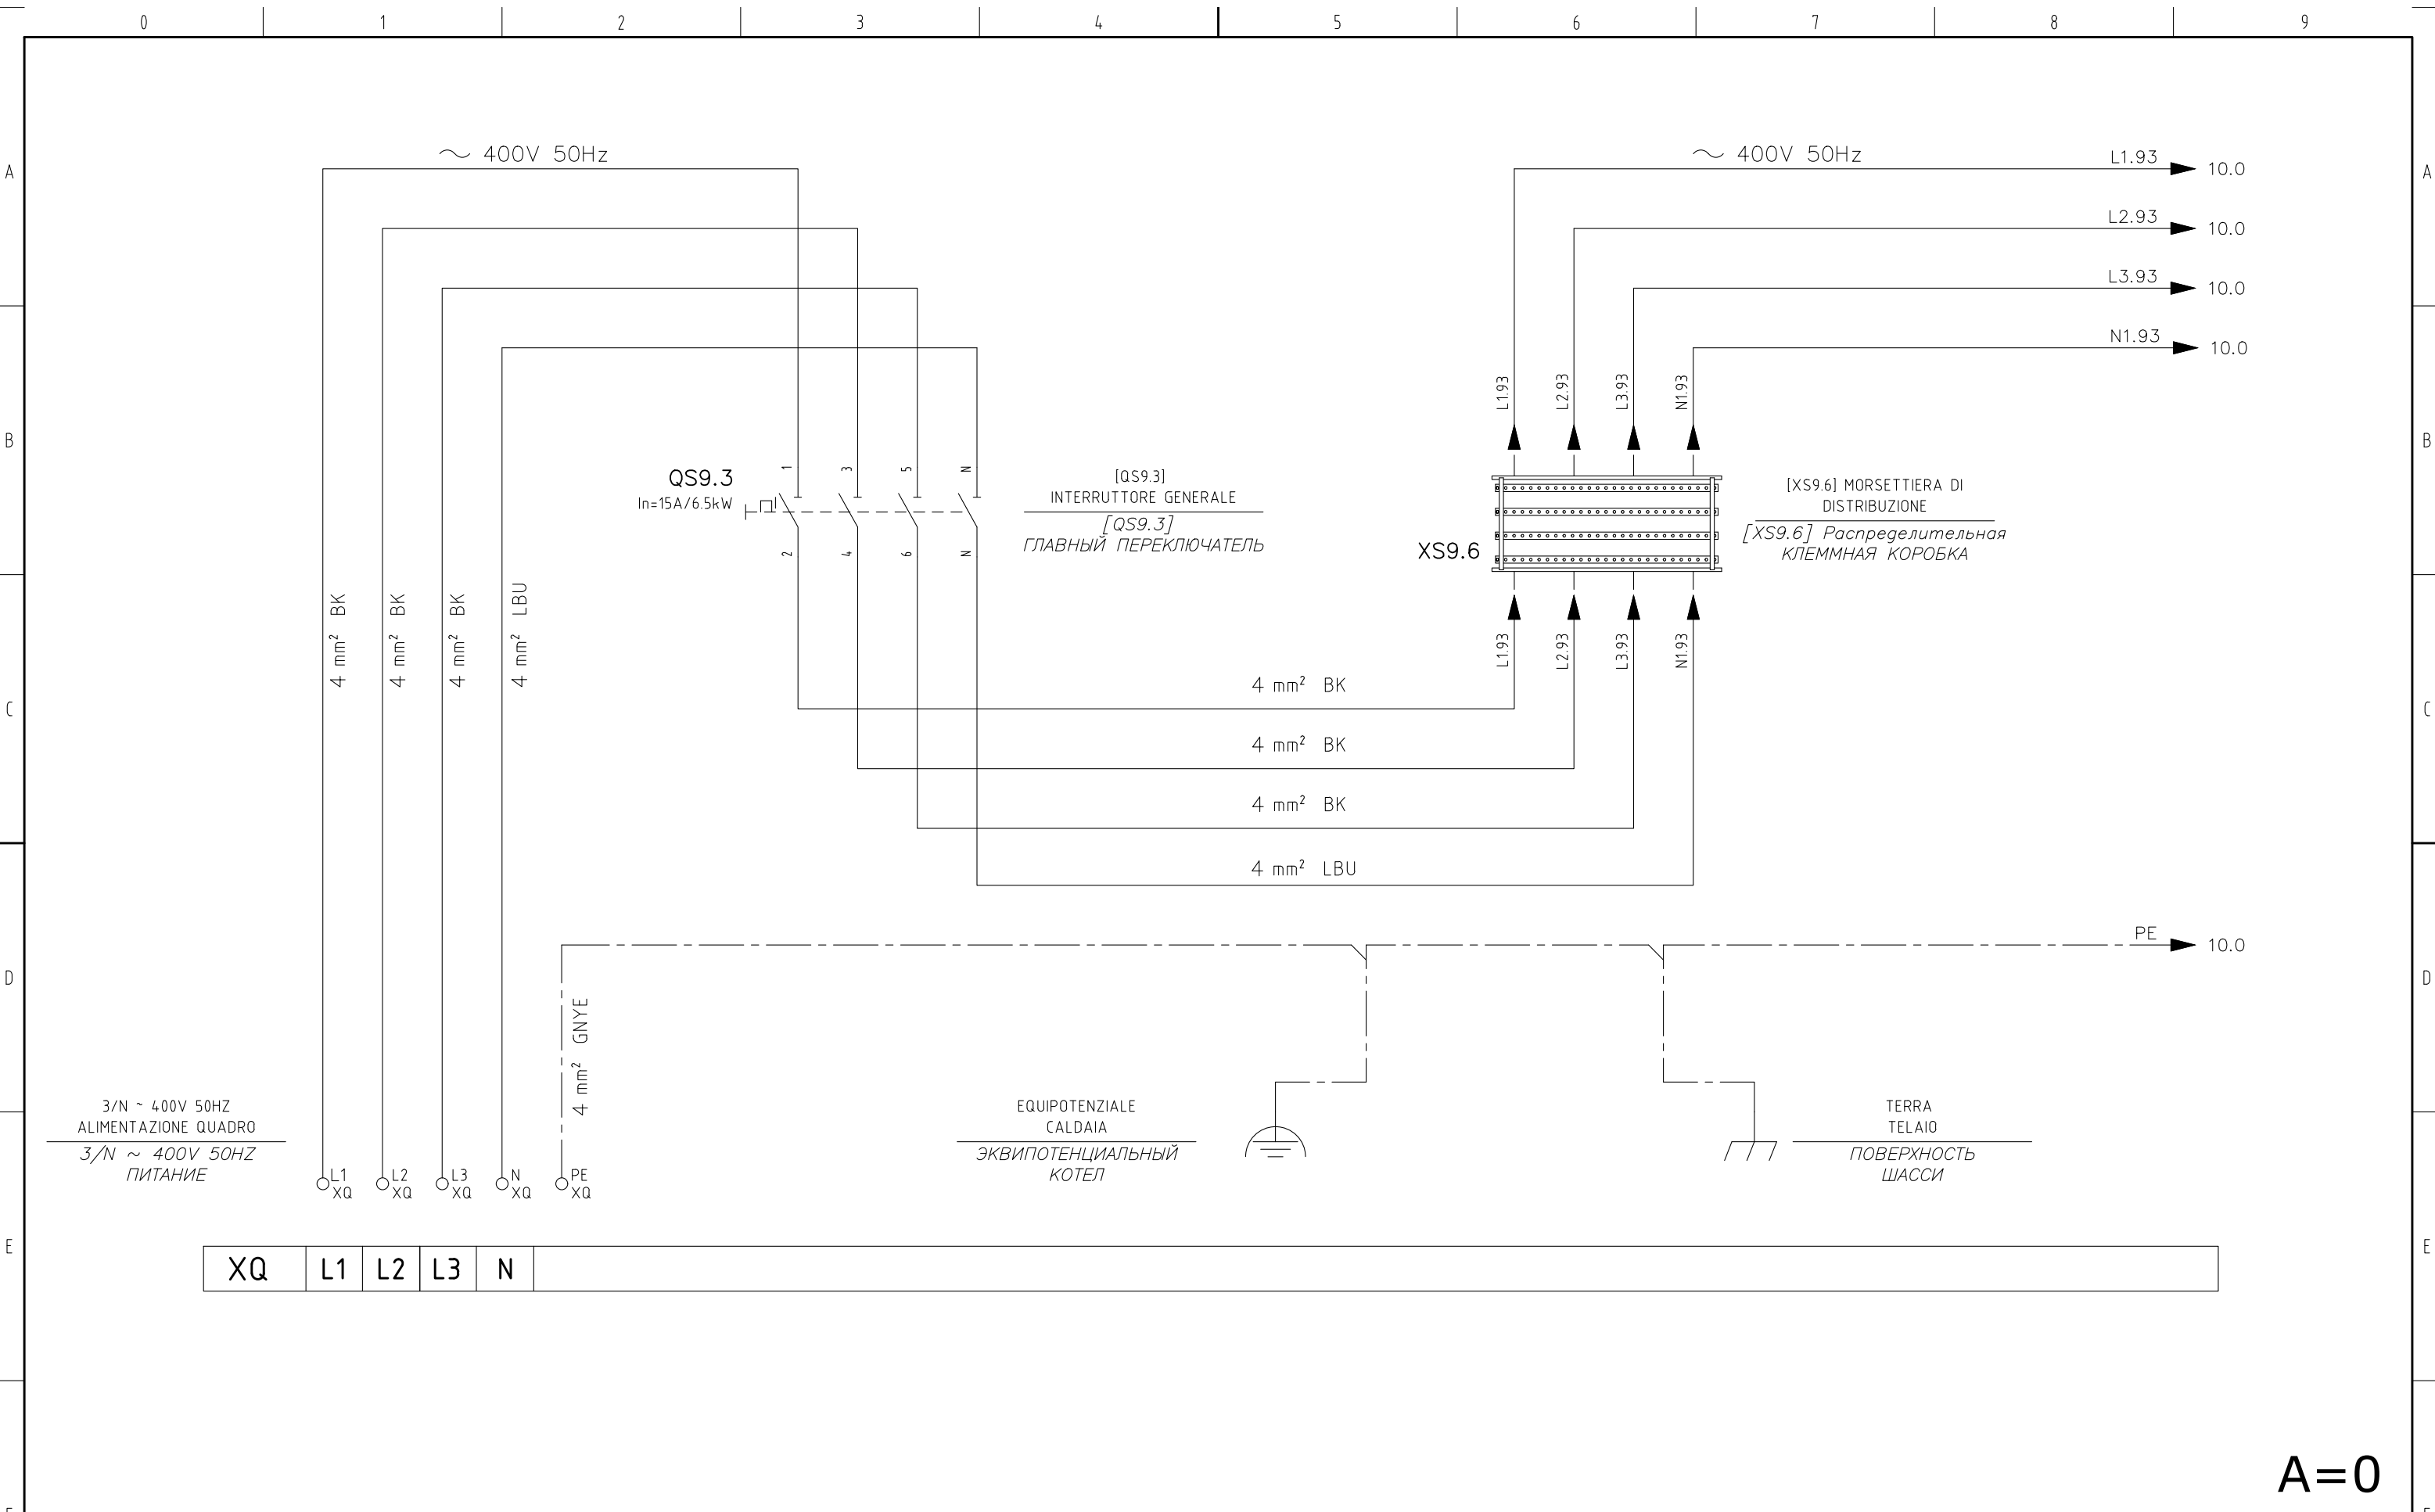 0 1 2 3 4 5 6 7 8 9
A
~ 400V 50Hz
~ 400V 50Hz
L1.93 10.0
A
L2.93 10.0
L3.93 10.0
N1.93 10.0
L1.93 L2.93 L3.93 N1.93
B
B
QS9.3
In=15A/6.5kW
1 3 5 N
2 4 6 N
[QS9.3]
INTERRUTTORE GENERALE
[QS9.3]
ГЛАВНЫЙ ПЕРЕКЛЮЧАТЕЛЬ
XS9.6
[XS9.6] MORSETTIERA DI
DISTRIBUZIONE
[XS9.6] Распределительная
КЛЕММНАЯ КОРОБКА
4 mm² BK
4 mm² BK
4 mm² BK
4 mm² LBU
L1.93 L2.93 L3.93 N1.93
C
C
4 mm² BK
4 mm² BK
4 mm² BK
4 mm² LBU
PE 10.0
D
D
4 mm² GNYE
3/N ~ 400V 50HZ
ALIMENTAZIONE QUADRO
3/N ~ 400V 50HZ
ПИТАНИЕ
EQUIPOTENZIALE
CALDAIA
ЭКВИПОТЕНЦИАЛЬНЫЙ
КОТЕЛ
TERRA
TELAIO
ПОВЕРХНОСТЬ
ШАССИ
L1 L2 L3 N PE
XQ XQ XQ XQ XQ
E
E
XQ L1 L2 L3 N
A=0